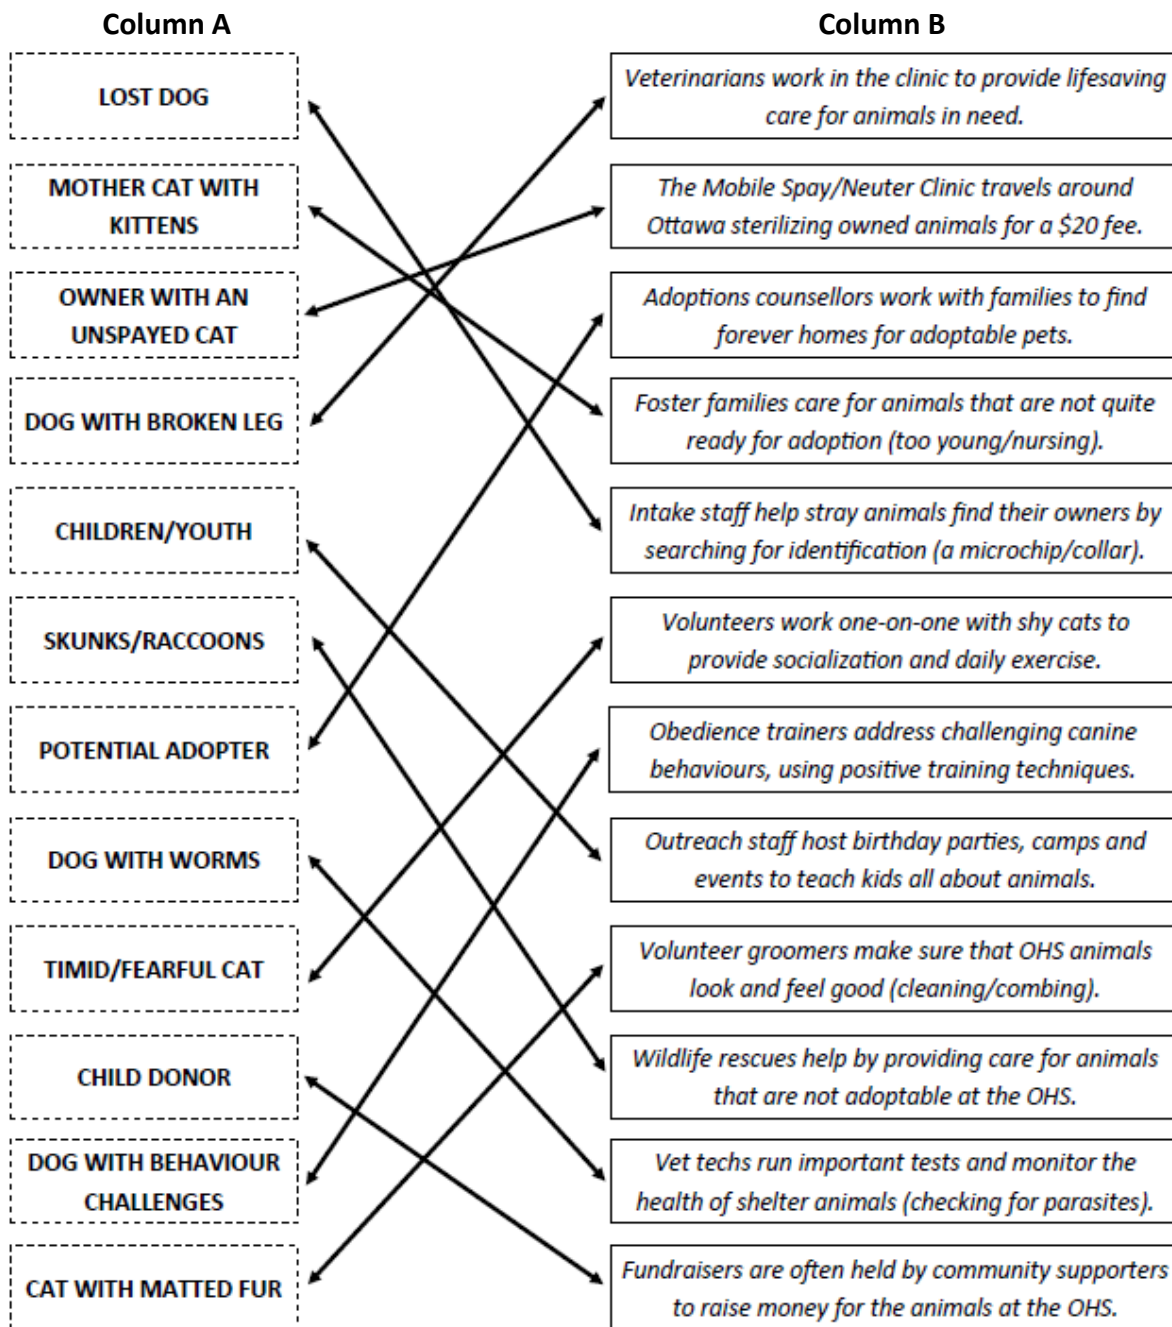 Column A
Column B
LOST DOG
Veterinarians work in the clinic to provide lifesaving
care for animals in need.
MOTHER CAT WITH
KITTENS
The Mobile Spay/Neuter Clinic travels around
Ottawa sterilizing owned animals for a $20 fee.
OWNER WITH AN
UNSPAYED CAT
Adoptions counsellors work with families to find
forever homes for adoptable pets.
DOG WITH BROKEN LEG
Foster families care for animals that are not quite
ready for adoption (too young/nursing).
CHILDREN/YOUTH
Intake staff help stray animals find their owners by
searching for identification (a microchip/collar).
SKUNKS/RACCOONS
Volunteers work one-on-one with shy cats to
provide socialization and daily exercise.
POTENTIAL ADOPTER
Obedience trainers address challenging canine
behaviours, using positive training techniques.
DOG WITH WORMS
Outreach staff host birthday parties, camps and
events to teach kids all about animals.
TIMID/FEARFUL CAT
Volunteer groomers make sure that OHS animals
look and feel good (cleaning/combing).
CHILD DONOR
Wildlife rescues help by providing care for animals
that are not adoptable at the OHS.
DOG WITH BEHAVIOUR
CHALLENGES
Vet techs run important tests and monitor the
health of shelter animals (checking for parasites).
CAT WITH MATTED FUR
Fundraisers are often held by community supporters
to raise money for the animals at the OHS.